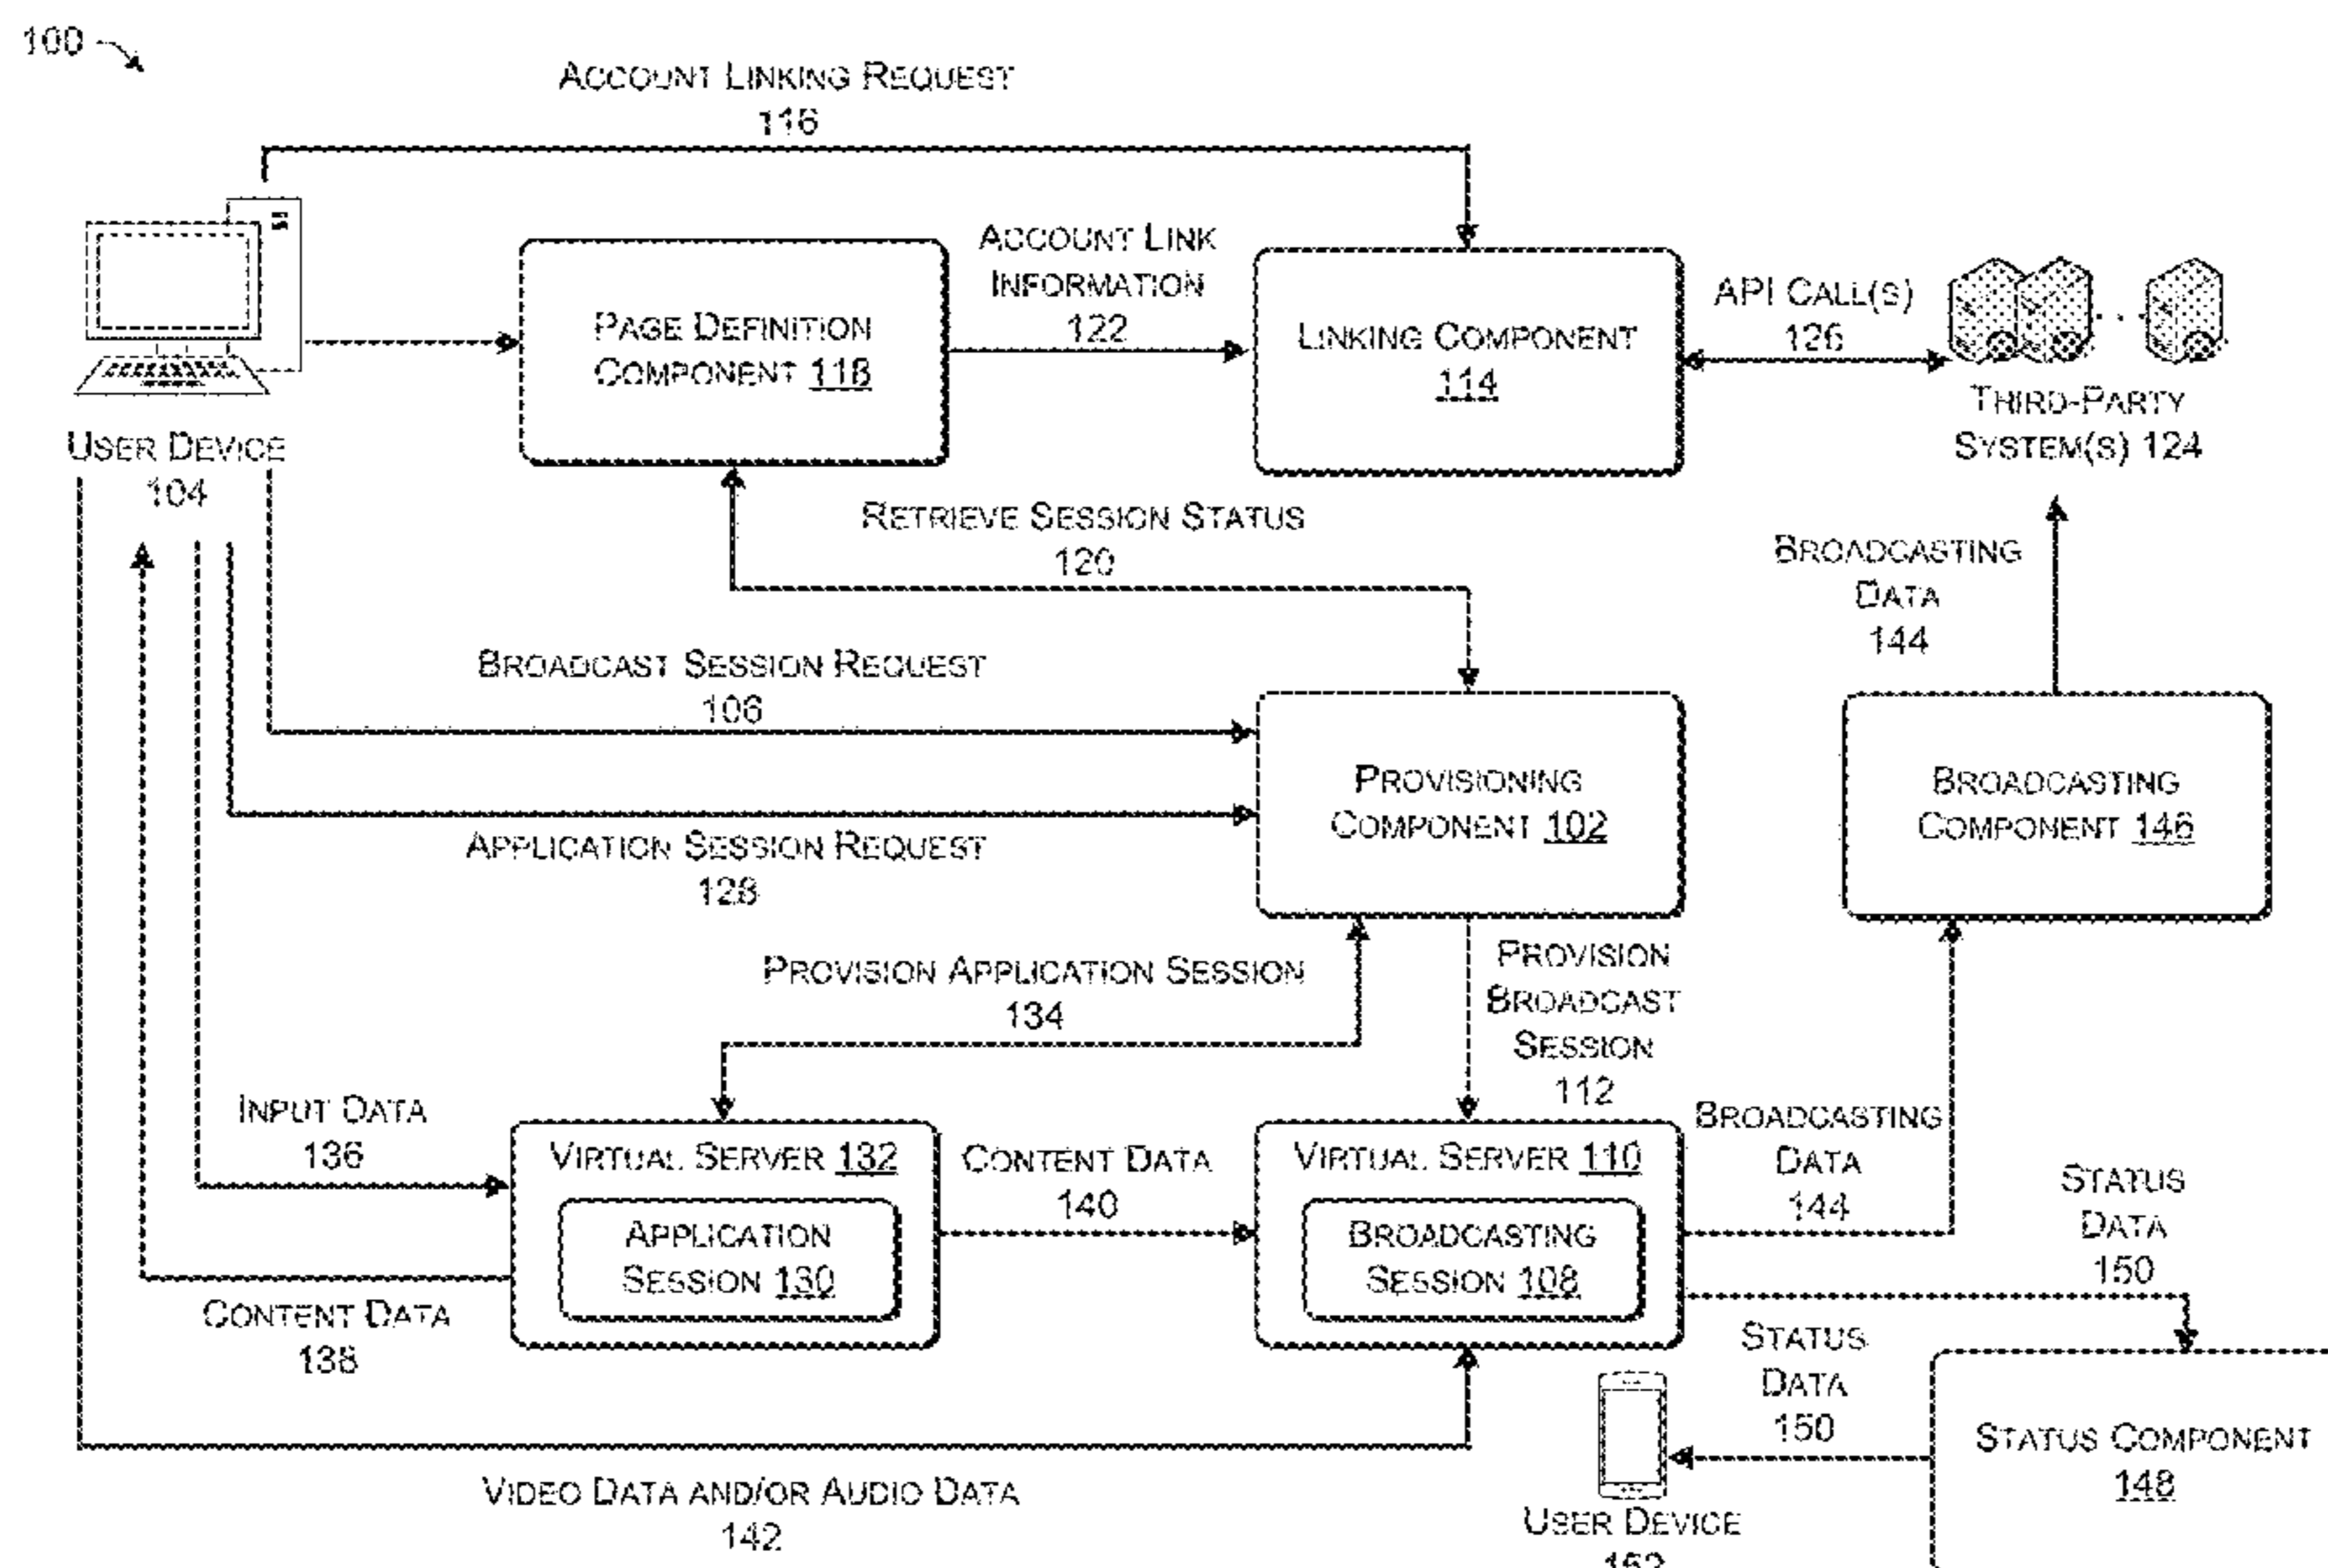 100
ACCOUNT LINKING REQUEST
116
ACCOUNT LINK
INFORMATION
122
PAGE DEFINITION
COMPONENT 118
LINKING COMPONENT
114
API CALL(S)
126
THIRD-PARTY
SYSTEM(S) 124
USER DEVICE
104
RETRIEVE SESSION STATUS
120
BROADCASTING
DATA
144
BROADCAST SESSION REQUEST
106
PROVISIONING
COMPONENT 102
BROADCASTING
COMPONENT 146
APPLICATION SESSION REQUEST
128
PROVISION APPLICATION SESSION
134
PROVISION
BROADCAST
SESSION
112
INPUT DATA
136
VIRTUAL SERVER 132
APPLICATION
SESSION 130
CONTENT DATA
140
VIRTUAL SERVER 110
BROADCASTING
SESSION 108
BROADCASTING
DATA
144
STATUS
DATA
150
CONTENT DATA
138
STATUS
DATA
150
STATUS COMPONENT
148
VIDEO DATA AND/OR AUDIO DATA
142
USER DEVICE
152